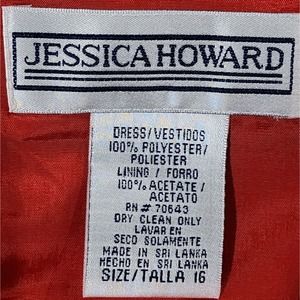 JESSICA HOWARD
DRESS/VESTIDOS
100% POLYESTER/
POLIESTER
LINING / FORRO
100% ACETATE/
ACETATO
RN # 70643
DRY CLEAN ONLY
LAVAR EN
SECO SOLAMENTE
MADE IN SRI LANKA
HECHO EN SRI LANKA
SIZE/TALLA 16